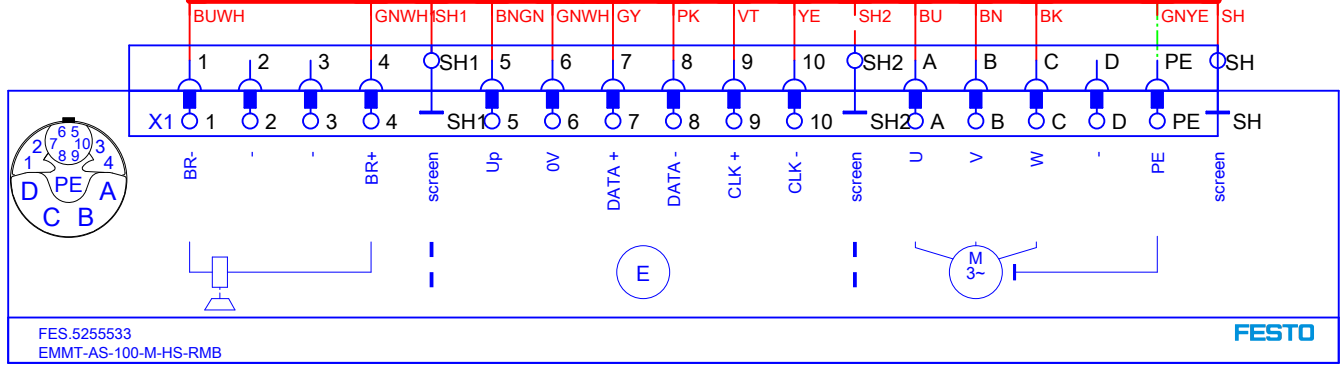 BUWH GNWH SH1 BNGN GNWH GY PK VT YE SH2 BU BN BK GNYE SH
1 2 3 4 SH1 5 6 7 8 9 10 SH2 A B C D PE SH
X1 1 2 3 4 SH1 5 6 7 8 9 10 SH2 A B C D PE SH
BR- - - BR+ screen Up 0V DATA + DATA - CLK + CLK - screen U V W - PE screen
6 5
2 7 10 3
1 8 9 4
D PE A
C B
E
M
3~
FES.5255533
EMMT-AS-100-M-HS-RMB
FESTO